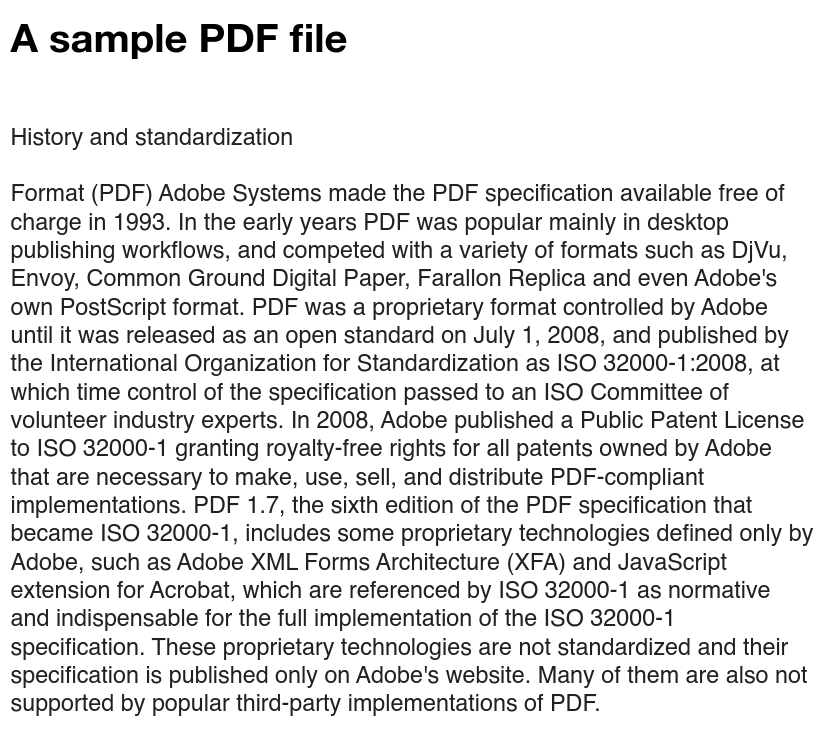 A sample PDF file
History and standardization
Format (PDF) Adobe Systems made the PDF specification available free of
charge in 1993. In the early years PDF was popular mainly in desktop
publishing workflows, and competed with a variety of formats such as DjVu,
Envoy, Common Ground Digital Paper, Farallon Replica and even Adobe's
own PostScript format. PDF was a proprietary format controlled by Adobe
until it was released as an open standard on July 1, 2008, and published by
the International Organization for Standardization as ISO 32000-1:2008, at
which time control of the specification passed to an ISO Committee of
volunteer industry experts. In 2008, Adobe published a Public Patent License
to ISO 32000-1 granting royalty-free rights for all patents owned by Adobe
that are necessary to make, use, sell, and distribute PDF-compliant
implementations. PDF 1.7, the sixth edition of the PDF specification that
became ISO 32000-1, includes some proprietary technologies defined only by
Adobe, such as Adobe XML Forms Architecture (XFA) and JavaScript
extension for Acrobat, which are referenced by ISO 32000-1 as normative
and indispensable for the full implementation of the ISO 32000-1
specification. These proprietary technologies are not standardized and their
specification is published only on Adobe's website. Many of them are also not
supported by popular third-party implementations of PDF.